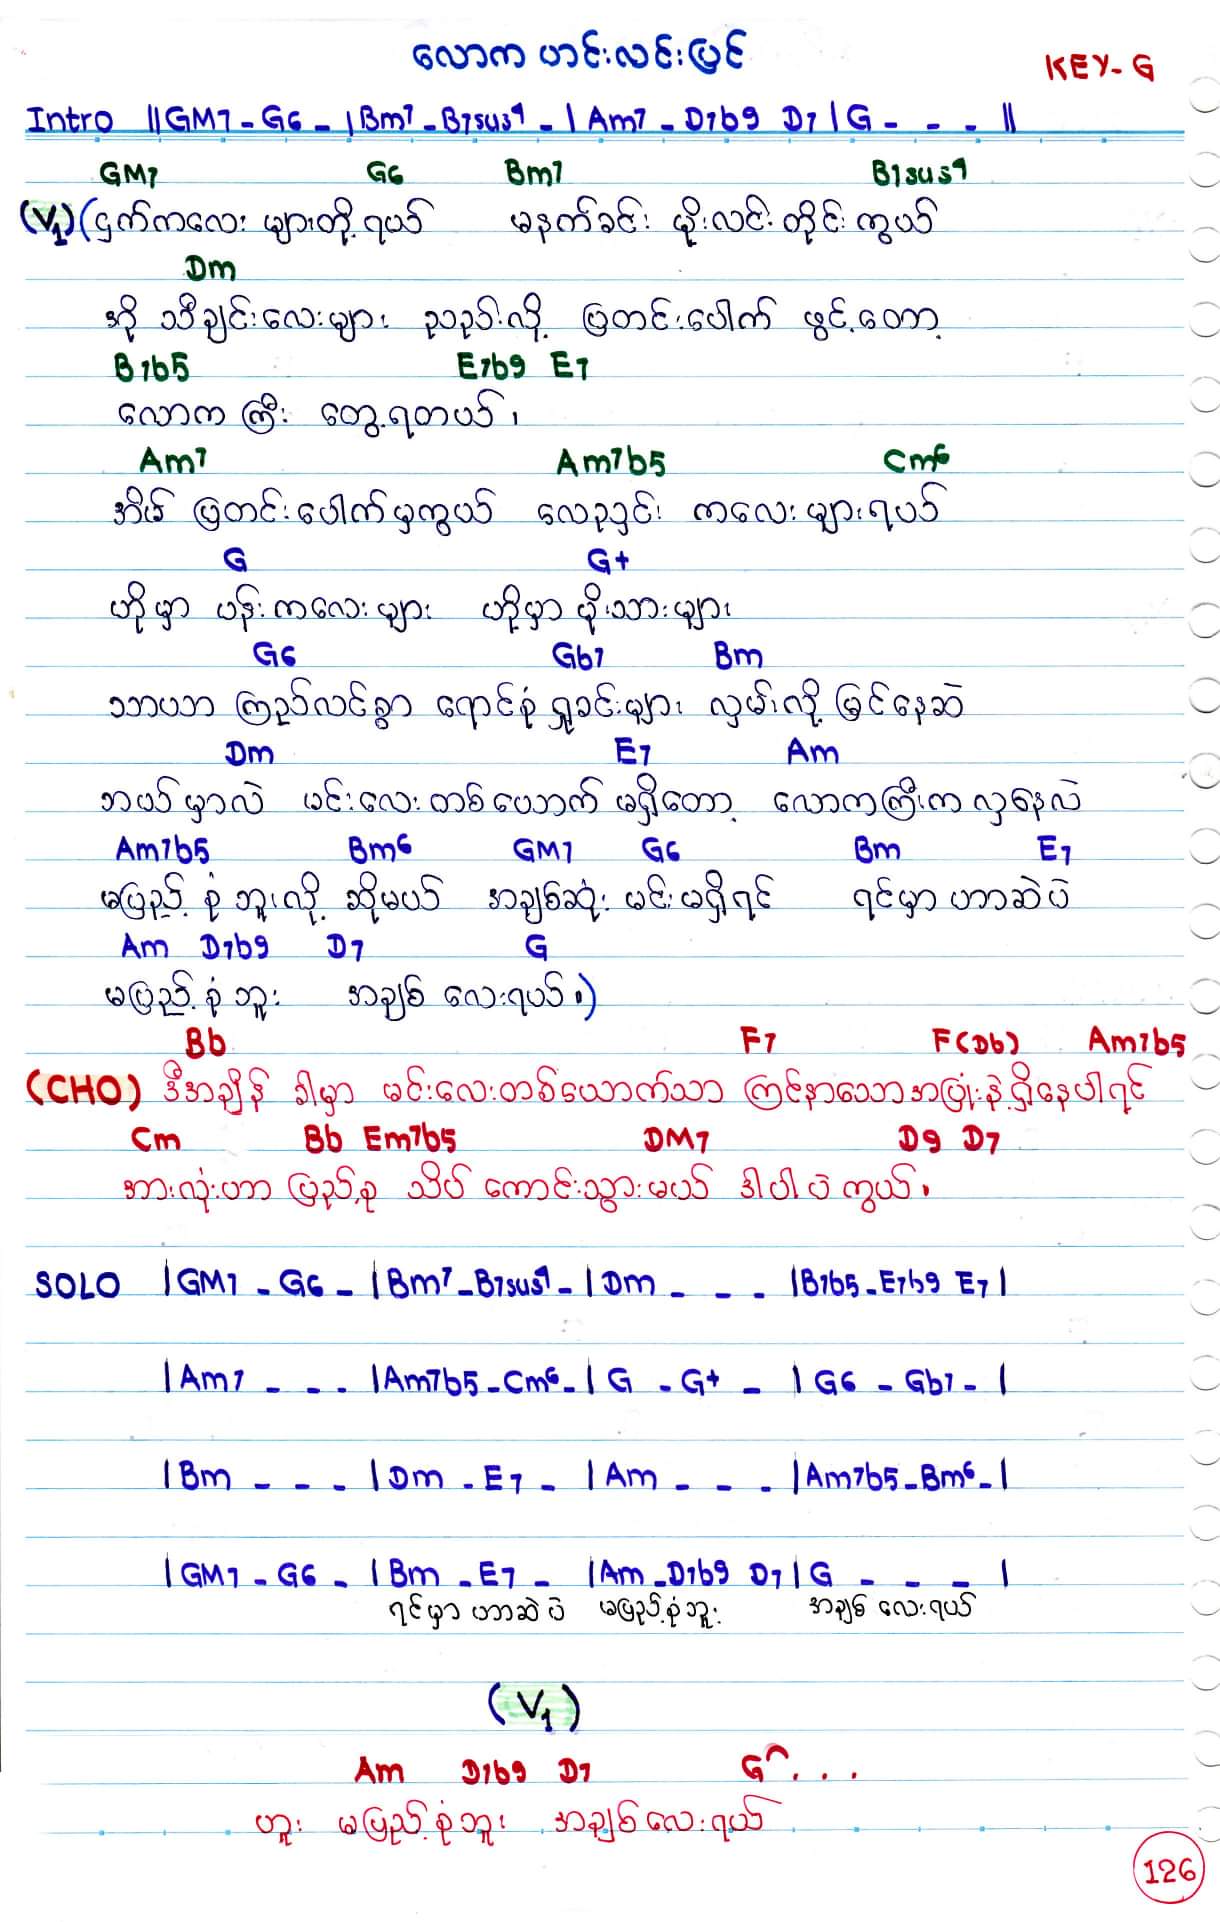 လောက ဟင်းလင်းပြင်
KEY-G
Intro ||GM7 - G6 - |Bm7 - B7sus4 - | Am7 - D7b9 D7 | G - - - ||
GM7 G6 Bm7 B7sus4
(V1) (ငှက်ကလေး များတို့ ရယ် မနက်ခင်း မိုးလင်း တိုင်း ကွယ်
Dm
အို သီချင်းလေးများ ညည်းလို့ ပြတင်းပေါက် ဖွင့်တော့
B7b5 E7b9 E7
လောက ကြီး တွေ့ရတယ်၊
Am7 Am7b5 Cm6
အိမ် ပြတင်းပေါက်မှကွယ် လေညှင်း ကလေးများရယ်
G G+
ဟိုမှာ ပန်းကလေးများ ဟိုမှာ မိုးသားများ
G6 Gb7 Bm
သာယာ ကြည်လင်စွာ ရောင်စုံ ရှုခင်းများ လှမ်းလို့ မြင်နေဆဲ
Dm E7 Am
ဘယ်မှာလဲ မင်းလေးတစ်ယောက် မရှိတော့ လောကကြီးက လှနေလဲ
Am7b5 Bm6 GM7 G6 Bm E7
မပြည့်စုံဘူးလို့ ဆိုမယ် အချစ်ဆုံး မင်းမရှိရင် ရင်မှာ ဟာဆဲပဲ
Am D7b9 D7 G
မပြည့်စုံဘူး အချစ် လေးရယ်။)
Bb F7 F(Db) Am7b5
(CHO) ဒီအချိန် ခါမှာ မင်းလေးတစ်ယောက်သာ ကြင်နာသောအပြုံးနဲ့ရှိနေပါရင်
Cm Bb Em7b5 DM7 D9 D7
အားလုံးဟာ ပြည့်စုံ သိပ် ကောင်းသွားမယ် ဒါပါပဲကွယ်။
SOLO |GM7 - G6 - |Bm7 - B7sus4 - | Dm - - - |B7b5 - E7b9 E7 |
|Am7 - - - |Am7b5 - Cm6 - | G - G+ - | G6 - Gb7 - |
|Bm - - - |Dm - E7 - |Am - - - |Am7b5 - Bm6 - |
|GM7 - G6 - |Bm - E7 - |Am - D7b9 D7 | G - - - |
ရင်မှာ ဟာဆဲပဲ မပြည့်စုံဘူး အချစ် လေးရယ်
(V1)
Am D7b9 D7 G . . .
ဟူး မပြည့်စုံဘူး အချစ်လေးရယ်
126